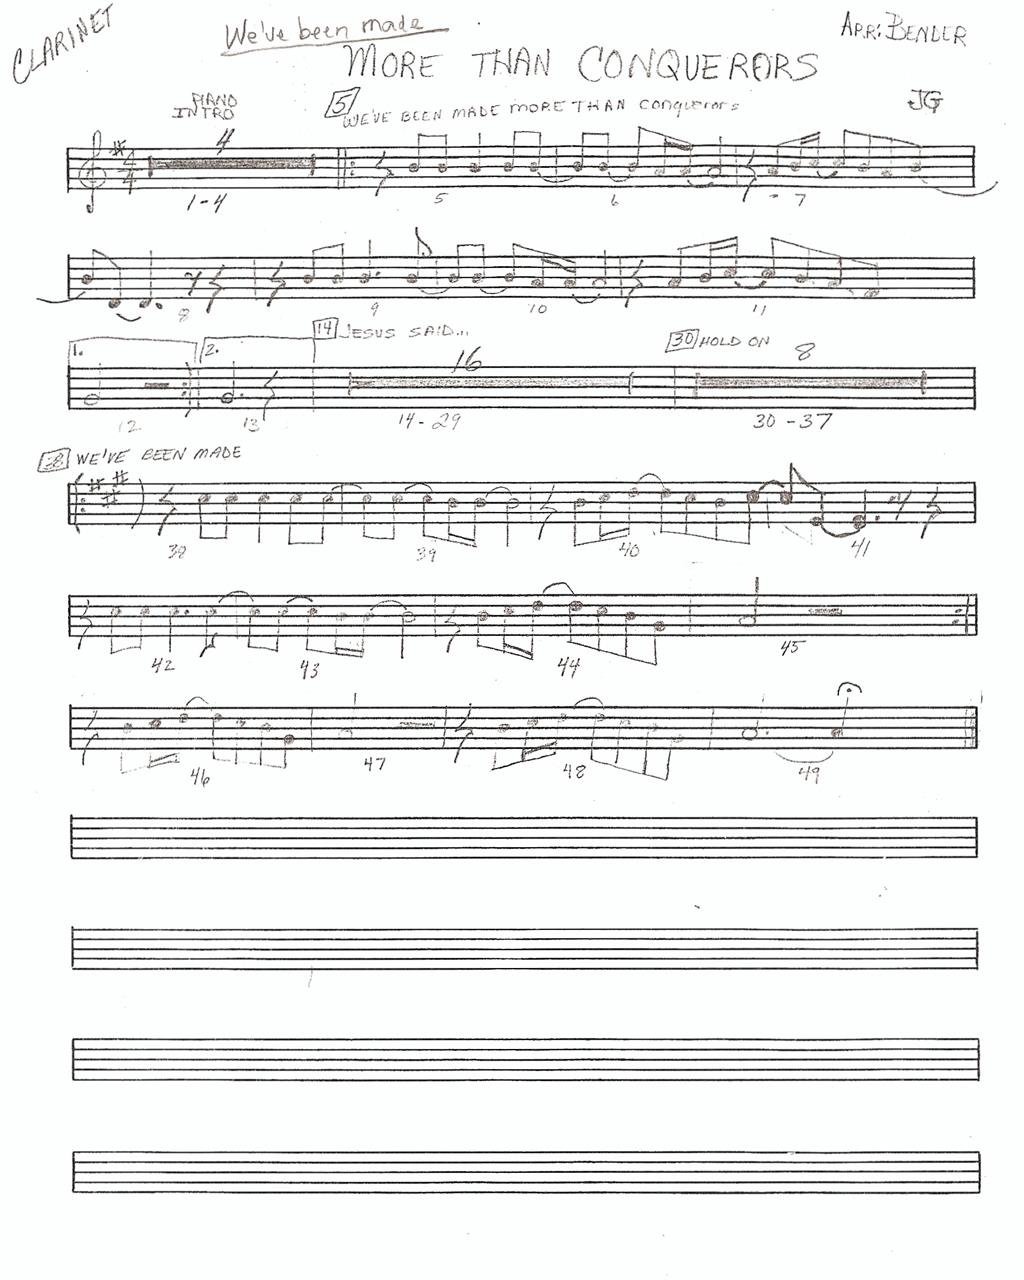 CLARINET
We've been made
ARR: BENDER
MORE THAN CONQUERORS
JG
PIANO
INTRO
5 WE'VE BEEN MADE MORE THAN conquerors
4
1-4 5 6 7
8 9 10 11
1. 2. 14 JESUS SAID... 16 30 HOLD ON 8
12 13 14-29 30-37
38 WE'VE BEEN MADE
38 39 40 41
42 43 44 45
46 47 48 49